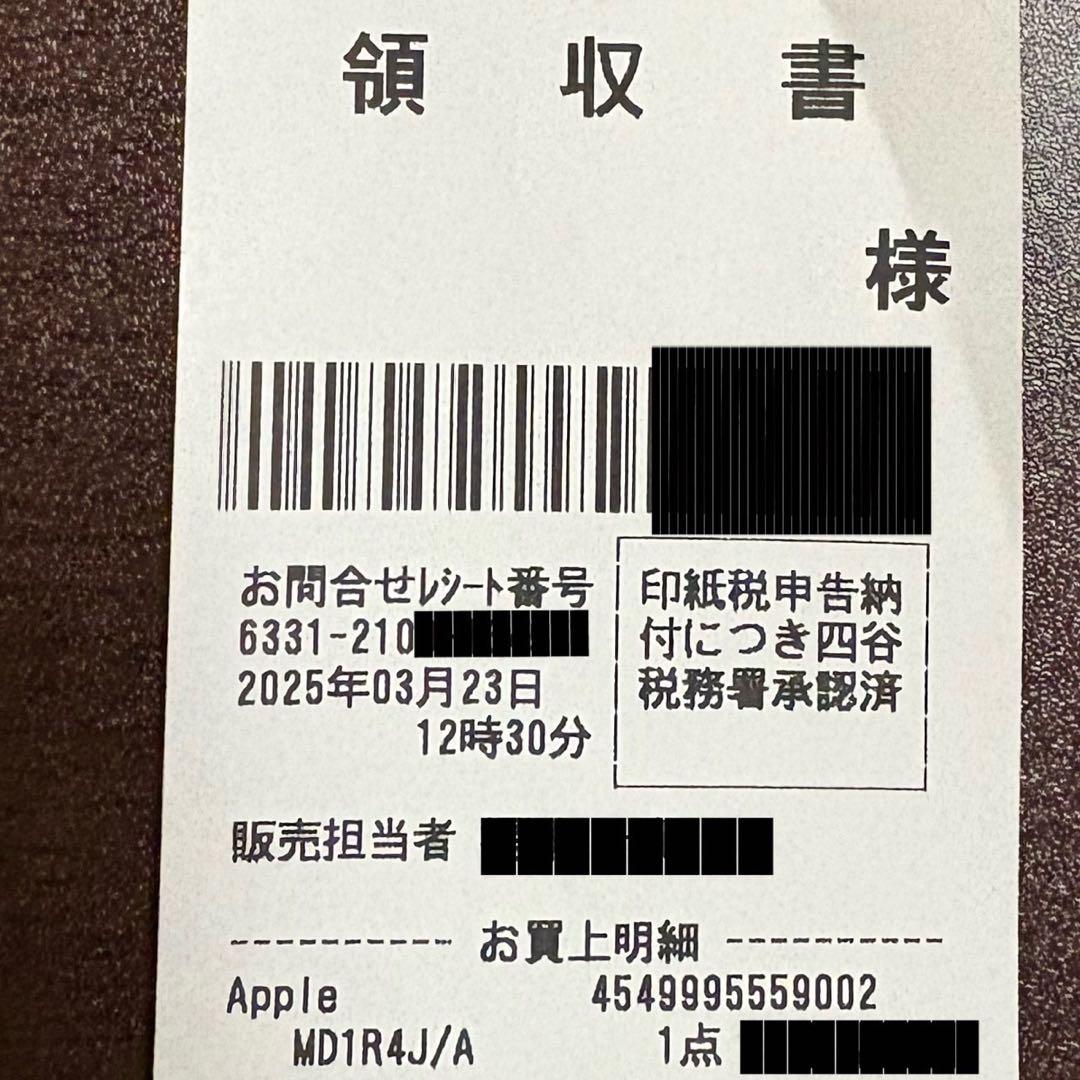 領収書
様
お問合せﾚｼｰﾄ番号
6331-210
2025年03月23日
12時30分
印紙税申告納
付につき四谷
税務署承認済
販売担当者
---------- お買上明細 ----------
Apple 4549995559002
MD1R4J/A 1点